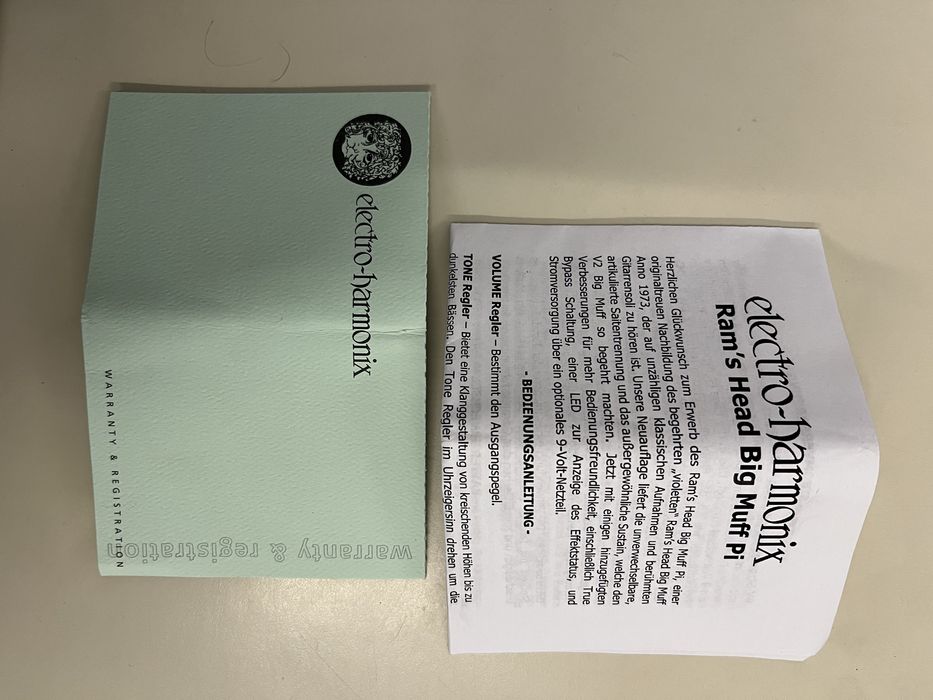 electro-harmonix
warranty & registration
WARRANTY & REGISTRATION
electro-harmonix
Ram's Head Big Muff Pi
Herzlichen Glückwunsch zum Erwerb des Ram's Head Big Muff Pi, einer
originaltreuen Nachbildung des begehrten „violetten" Ram's Head Big Muff
Anno 1973, der auf unzähligen klassischen Aufnahmen und berühmten
Gitarrensoli zu hören ist. Unsere Neuauflage liefert die unverwechselbare,
artikulierte Saitentrennung und das außergewöhnliche Sustain, welche den
V2 Big Muff so begehrt machten. Jetzt mit einigen hinzugefügten
Verbesserungen für mehr Bedienungsfreundlichkeit, einschließlich True
Bypass Schaltung, einer LED zur Anzeige des Effektstatus, und
Stromversorgung über ein optionales 9-Volt-Netzteil.
- BEDIENUNGSANLEITUNG -
VOLUME Regler – Bestimmt den Ausgangspegel.
TONE Regler – Bietet eine Klanggestaltung von kreischenden Höhen bis zu
dunkelsten Bässen. Den Tone Regler im Uhrzeigersinn drehen um die